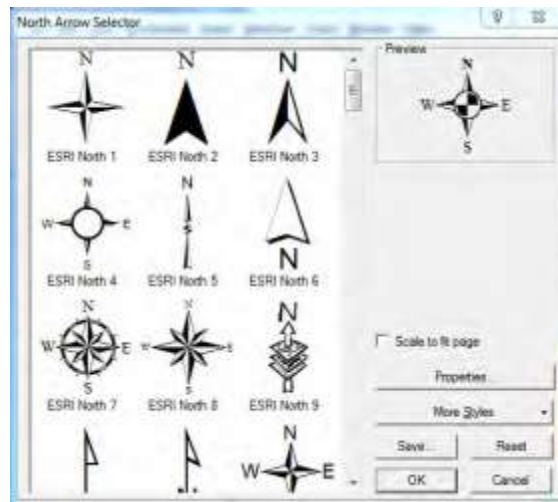 North Arrow Selector
N N N
ESRI North 1 ESRI North 2 ESRI North 3
N
W E
S
N
N
ESRI North 4 ESRI North 5 ESRI North 6
N
W E
S
N
N
ESRI North 7 ESRI North 8 ESRI North 9
N
W E
Preview
N
W E
S
Scale to fit page
Properties...
More Styles
Save... Reset
OK Cancel